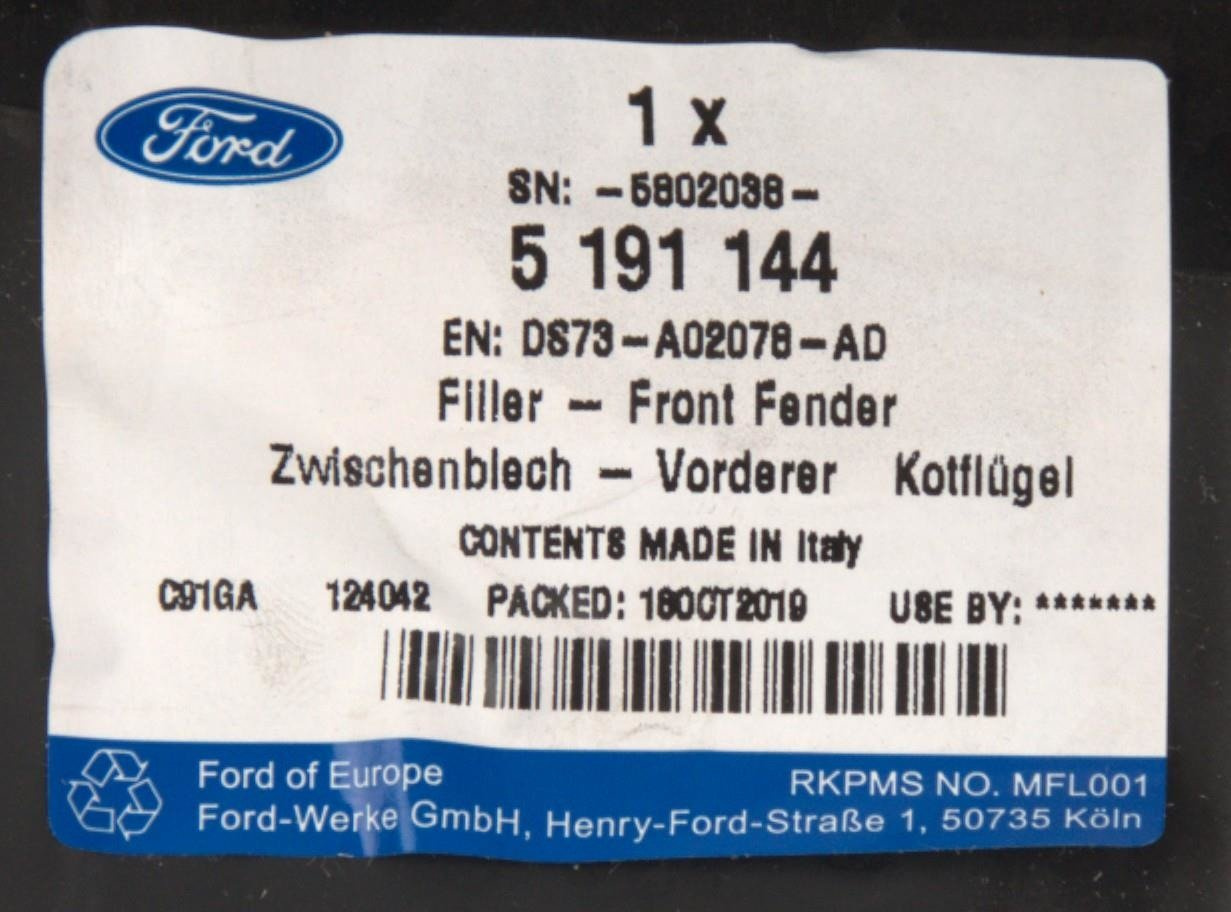 Ford
1 x
SN: -5802038-
5 191 144
EN: DS73-A02078-AD
Filler - Front Fender
Zwischenblech - Vorderer Kotflügel
CONTENTS MADE IN Italy
C91GA 124042 PACKED: 16OCT2019 USE BY: *******
Ford of Europe RKPMS NO. MFL001
Ford-Werke GmbH, Henry-Ford-Straße 1, 50735 Köln